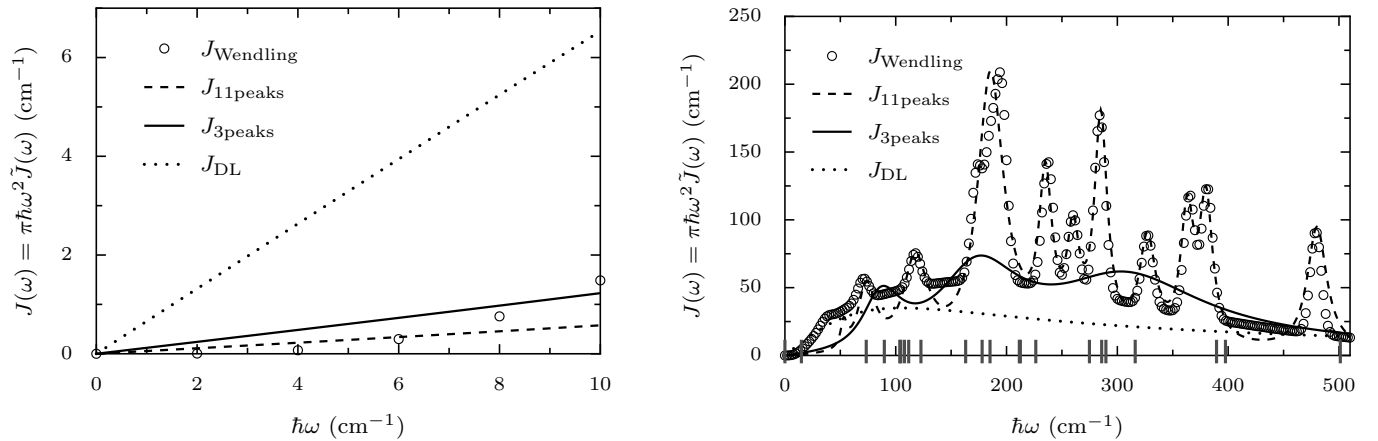 J(ω) = πℏω²J̃(ω) (cm⁻¹)
6
4
2
0
J_Wendling
J_11peaks
J_3peaks
J_DL
0 2 4 6 8 10
ℏω (cm⁻¹)
J(ω) = πℏω²J̃(ω) (cm⁻¹)
250
200
150
100
50
0
J_Wendling
J_11peaks
J_3peaks
J_DL
0 100 200 300 400 500
ℏω (cm⁻¹)